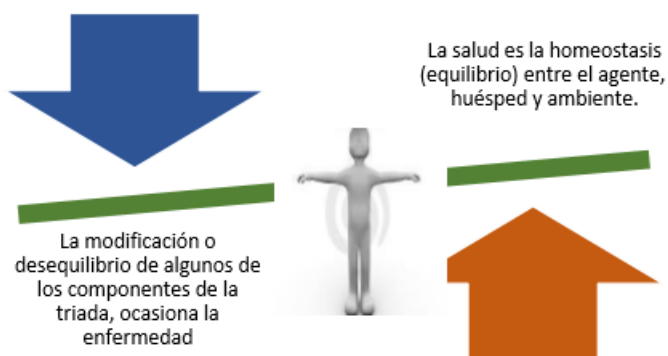 La salud es la homeostasis
(equilibrio) entre el agente,
huésped y ambiente.
La modificación o
desequilibrio de algunos de
los componentes de la
triada, ocasiona la
enfermedad